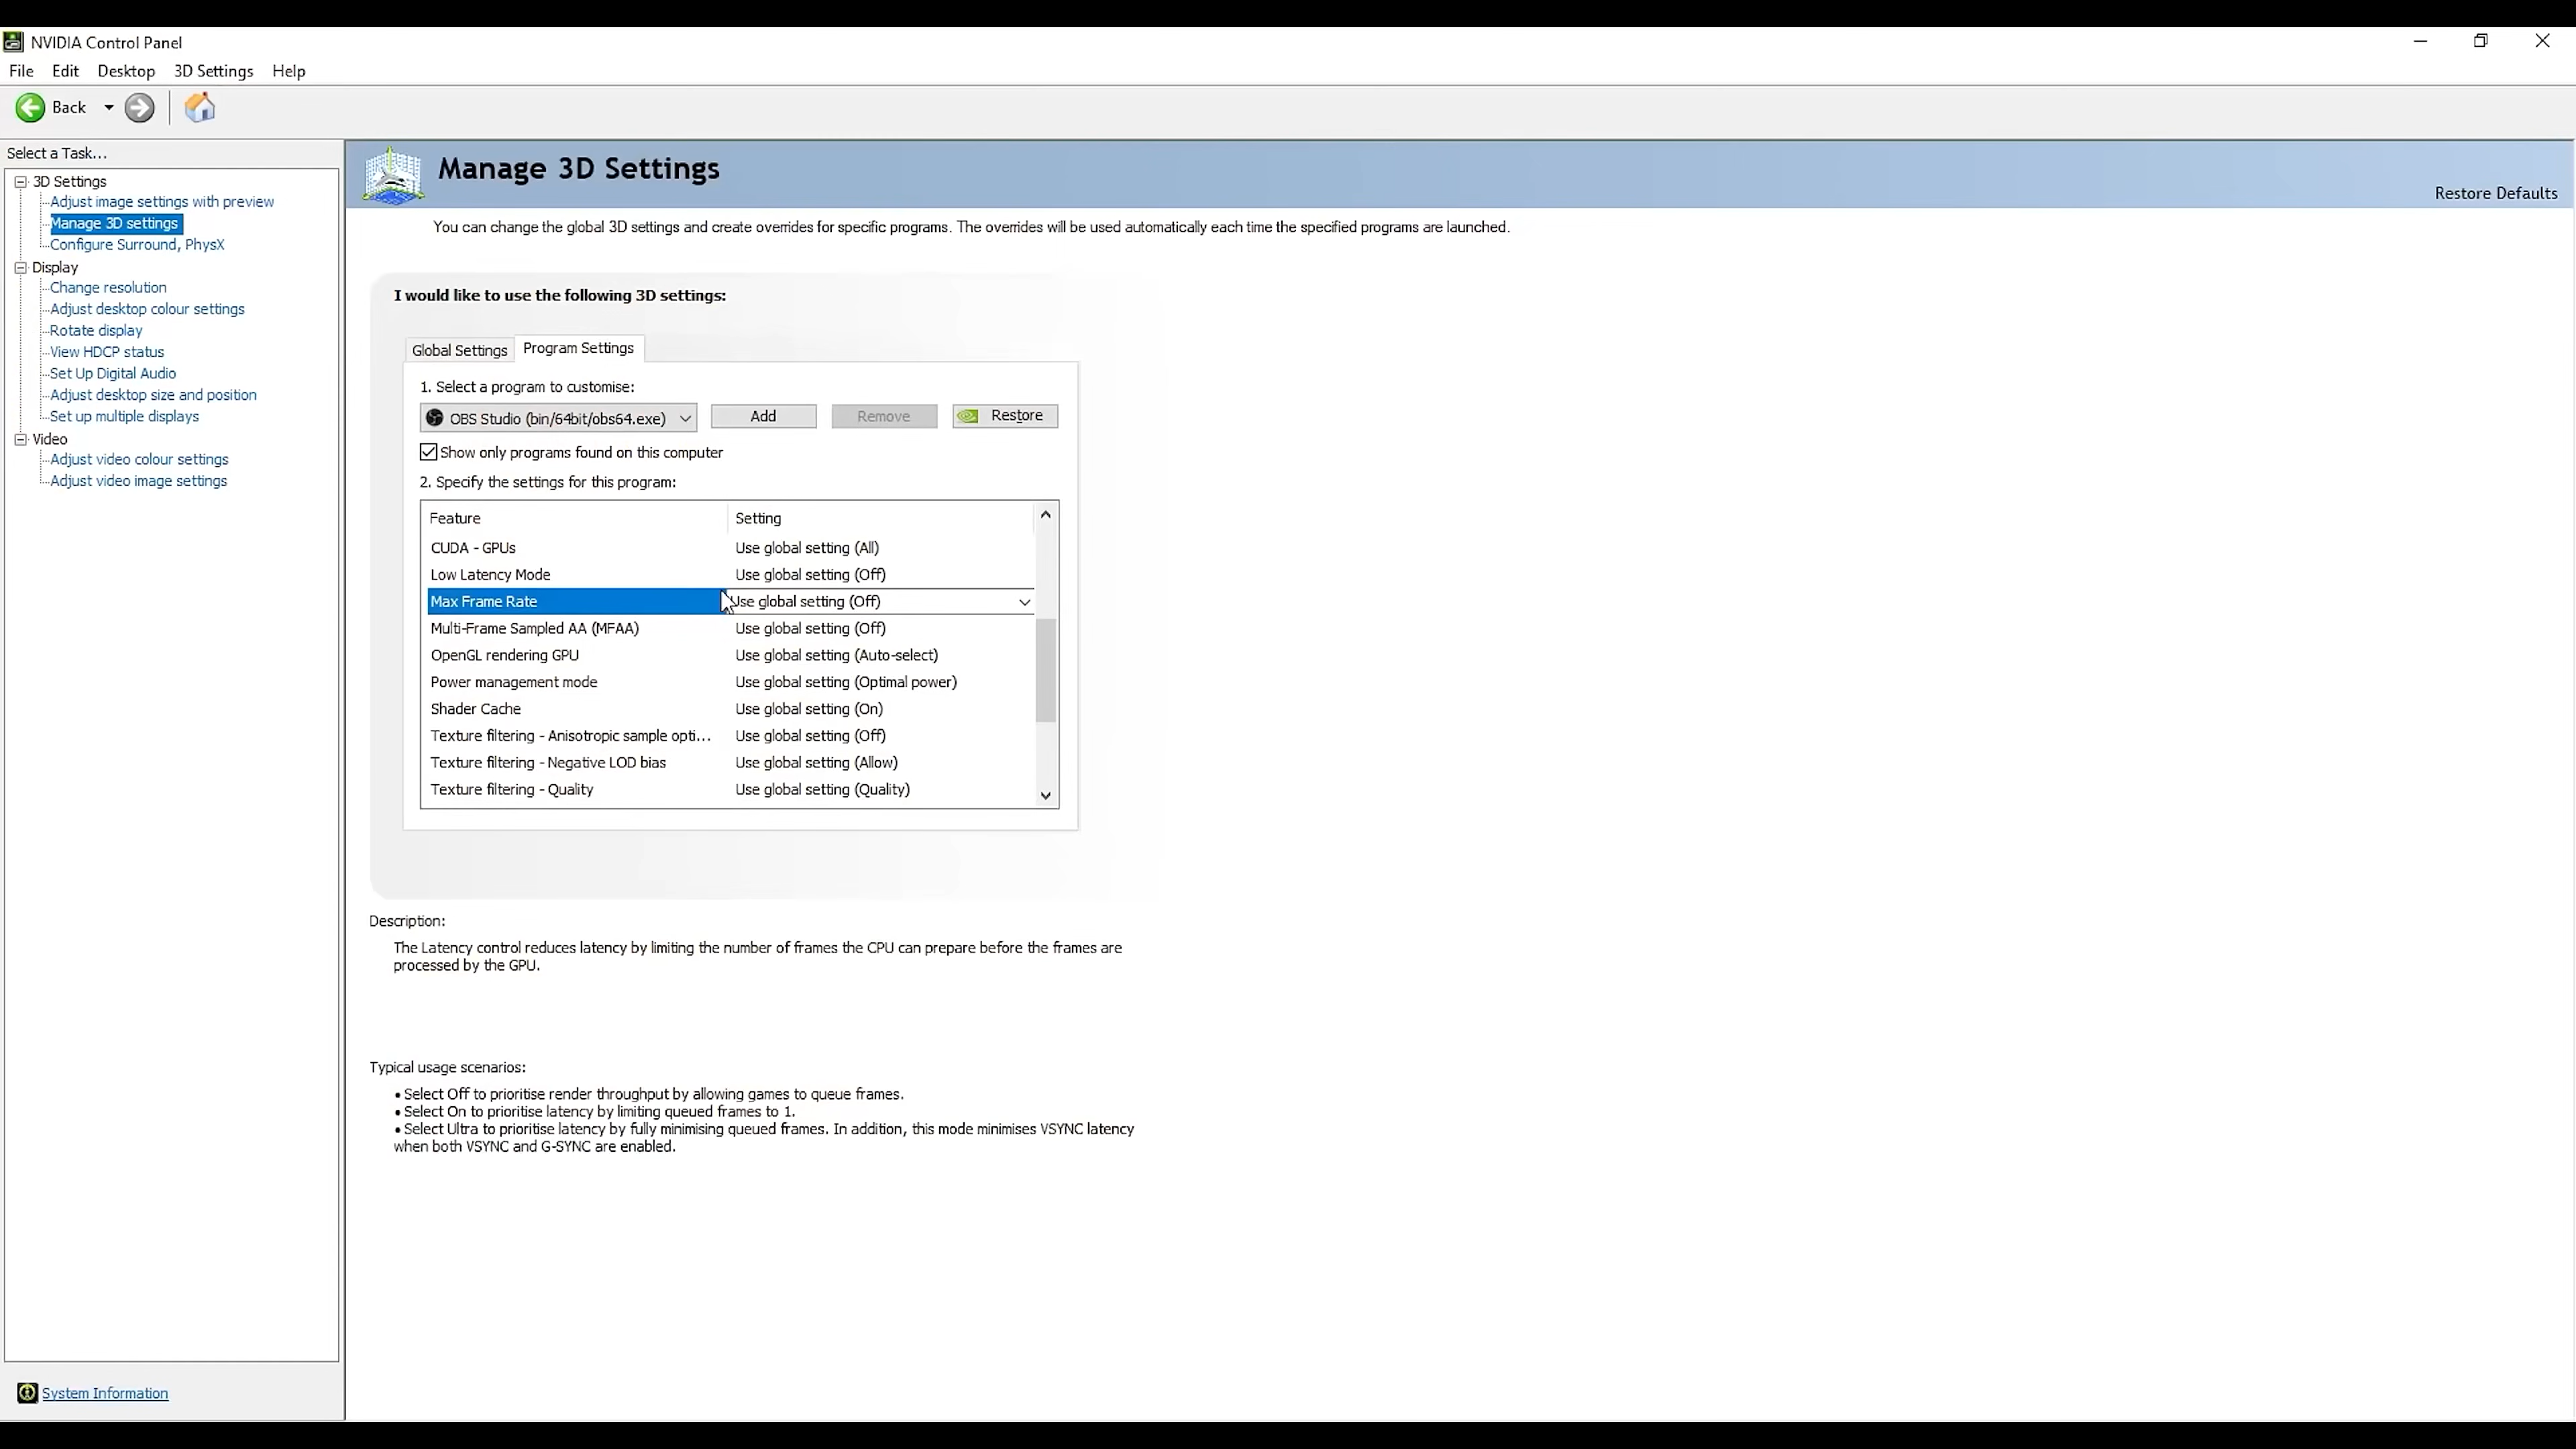 NVIDIA Control Panel
File Edit Desktop 3D Settings Help
Back
Select a Task...
3D Settings
Adjust image settings with preview
Manage 3D settings
Configure Surround, PhysX
Display
Change resolution
Adjust desktop colour settings
Rotate display
View HDCP status
Set Up Digital Audio
Adjust desktop size and position
Set up multiple displays
Video
Adjust video colour settings
Adjust video image settings
System Information
Manage 3D Settings
Restore Defaults
You can change the global 3D settings and create overrides for specific programs. The overrides will be used automatically each time the specified programs are launched.
I would like to use the following 3D settings:
Global Settings Program Settings
1. Select a program to customise:
OBS Studio (bin/64bit/obs64.exe) Add Remove Restore
Show only programs found on this computer
2. Specify the settings for this program:
Feature Setting
CUDA - GPUs Use global setting (All)
Low Latency Mode Use global setting (Off)
Max Frame Rate Use global setting (Off)
Multi-Frame Sampled AA (MFAA) Use global setting (Off)
OpenGL rendering GPU Use global setting (Auto-select)
Power management mode Use global setting (Optimal power)
Shader Cache Use global setting (On)
Texture filtering - Anisotropic sample opti... Use global setting (Off)
Texture filtering - Negative LOD bias Use global setting (Allow)
Texture filtering - Quality Use global setting (Quality)
Description:
The Latency control reduces latency by limiting the number of frames the CPU can prepare before the frames are
processed by the GPU.
Typical usage scenarios:
• Select Off to prioritise render throughput by allowing games to queue frames.
• Select On to prioritise latency by limiting queued frames to 1.
• Select Ultra to prioritise latency by fully minimising queued frames. In addition, this mode minimises VSYNC latency
when both VSYNC and G-SYNC are enabled.